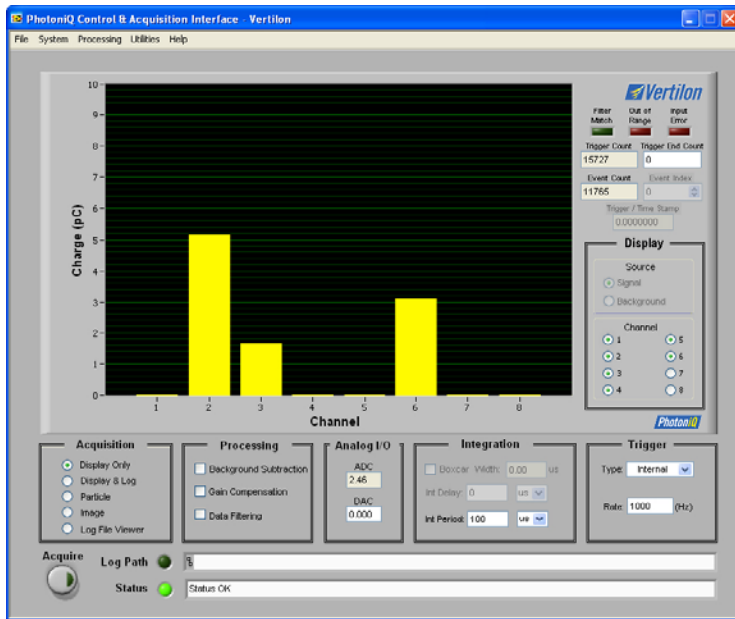 PhotoniQ Control & Acquisition Interface - Vertilon
File System Processing Utilities Help
Vertilon
Filter Match Out of Range Input Error
Trigger Count Trigger End Count
15727 0
Event Count Event Index
11765 0
Trigger / Time Stamp
0.0000000
Display
Source
Signal
Background
Channel
1 5
2 6
3 7
4 8
PhotoniQ
Charge (pC)
10
9
8
7
6
5
4
3
2
1
0
1 2 3 4 5 6 7 8
Channel
Acquisition
Display Only
Display & Log
Particle
Image
Log File Viewer
Processing
Background Subtraction
Gain Compensation
Data Filtering
Analog I/O
ADC
2.46
DAC
0.000
Integration
Boxcar Width: 0.00 us
Int Delay: 0 us
Int Period: 100 us
Trigger
Type: Internal
Rate: 1000 (Hz)
Acquire
Log Path
Status Status OK